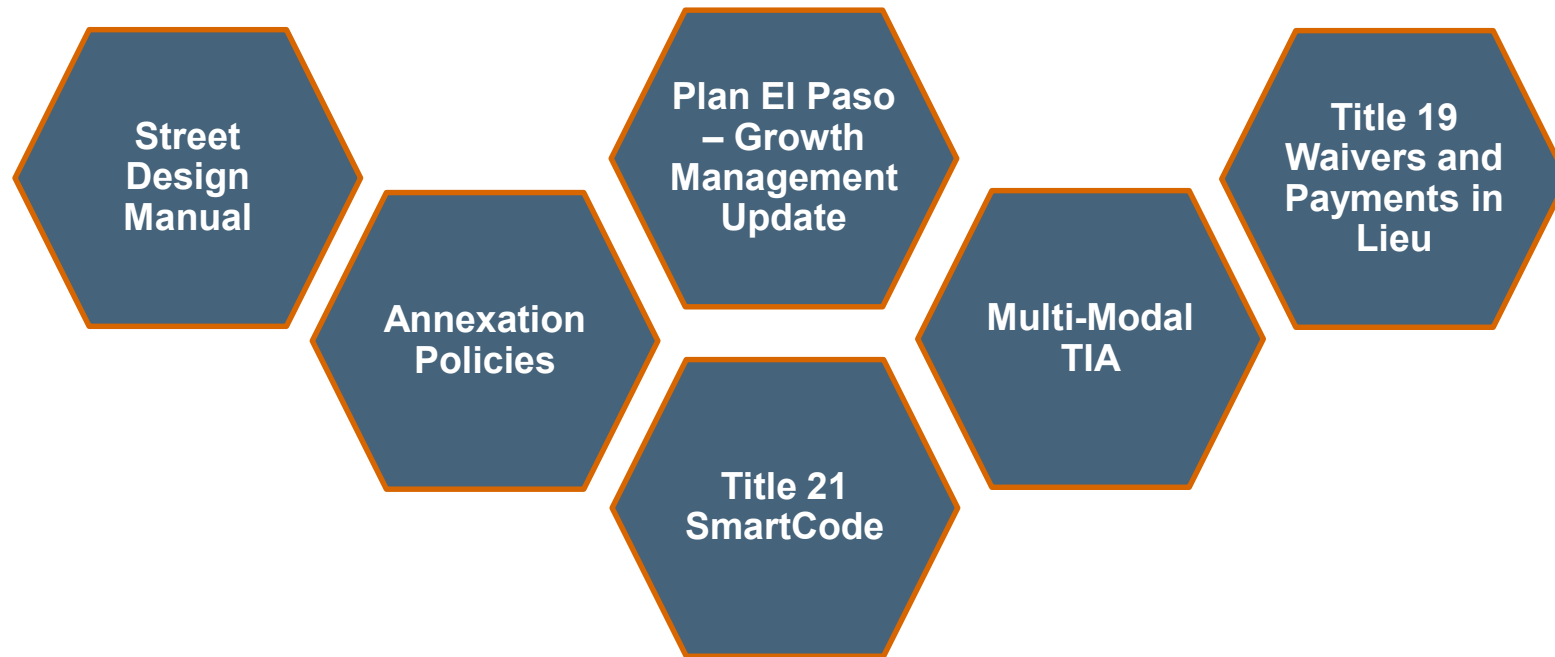 Street
Design
Manual
Annexation
Policies
Plan El Paso
– Growth
Management
Update
Title 21
SmartCode
Multi-Modal
TIA
Title 19
Waivers and
Payments in
Lieu